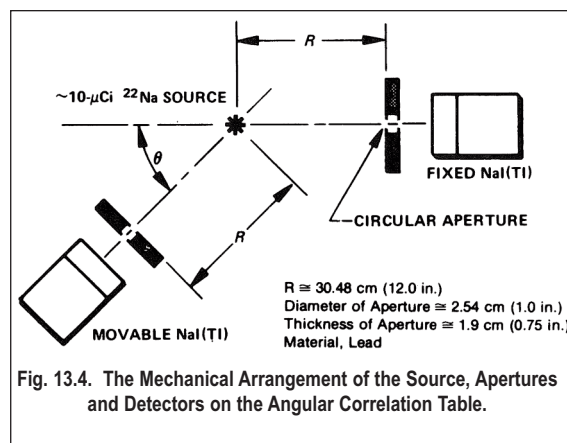 R
~10-μCi ²²Na SOURCE
θ
FIXED NaI(Tl)
CIRCULAR APERTURE
R
R ≅ 30.48 cm (12.0 in.)
Diameter of Aperture ≅ 2.54 cm (1.0 in.)
Thickness of Aperture ≅ 1.9 cm (0.75 in.)
Material, Lead
MOVABLE NaI(Tl)
Fig. 13.4. The Mechanical Arrangement of the Source, Apertures
and Detectors on the Angular Correlation Table.